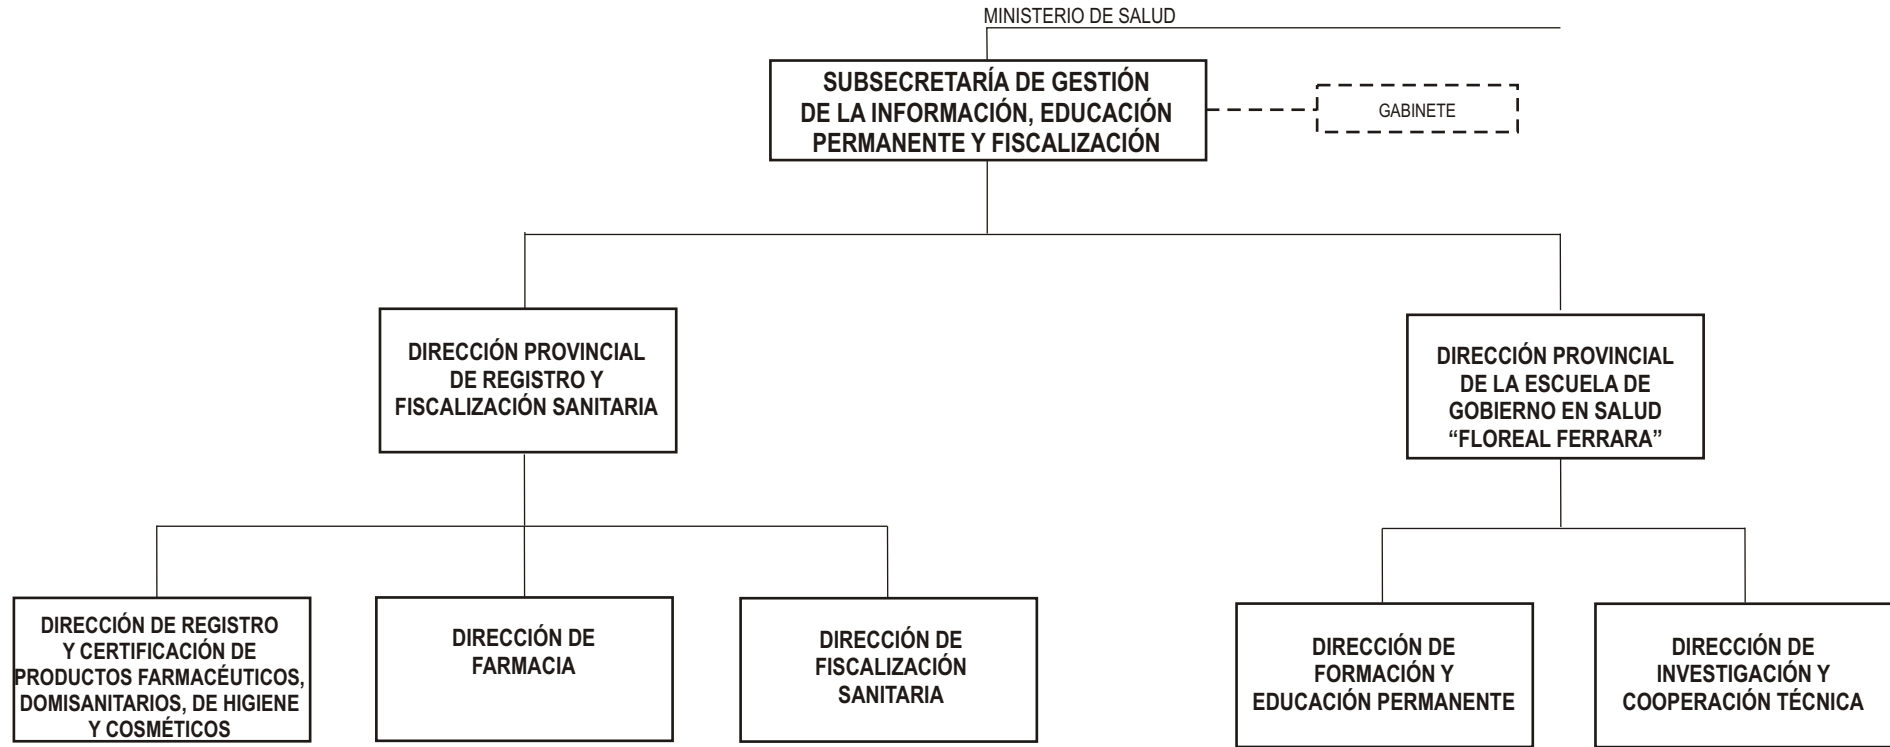 MINISTERIO DE SALUD
SUBSECRETARÍA DE GESTIÓN
DE LA INFORMACIÓN, EDUCACIÓN
PERMANENTE Y FISCALIZACIÓN
GABINETE
DIRECCIÓN PROVINCIAL
DE REGISTRO Y
FISCALIZACIÓN SANITARIA
DIRECCIÓN PROVINCIAL
DE LA ESCUELA DE
GOBIERNO EN SALUD
“FLOREAL FERRARA”
DIRECCIÓN DE REGISTRO
Y CERTIFICACIÓN DE
PRODUCTOS FARMACÉUTICOS,
DOMISANITARIOS, DE HIGIENE
Y COSMÉTICOS
DIRECCIÓN DE
FARMACIA
DIRECCIÓN DE
FISCALIZACIÓN
SANITARIA
DIRECCIÓN DE
FORMACIÓN Y
EDUCACIÓN PERMANENTE
DIRECCIÓN DE
INVESTIGACIÓN Y
COOPERACIÓN TÉCNICA